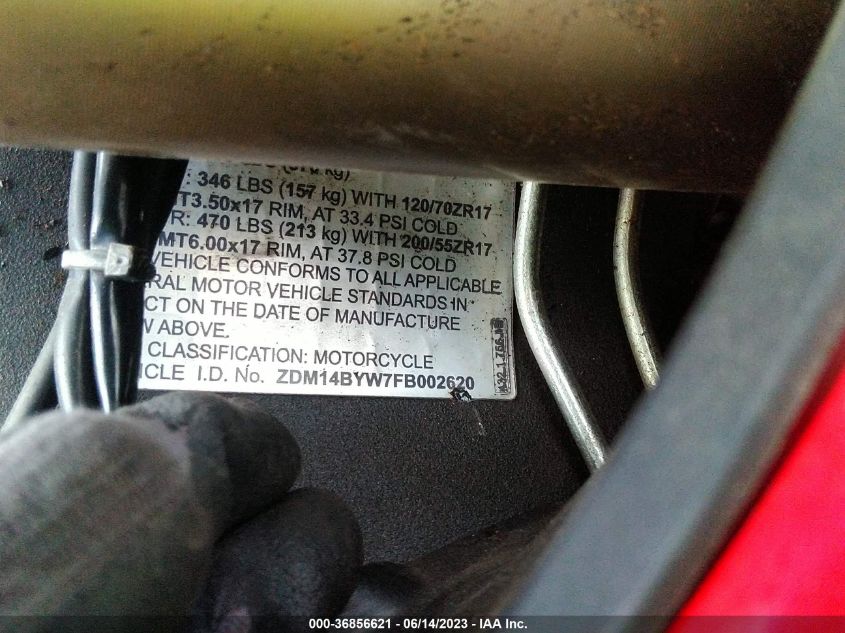 kg)
: 346 LBS (157 kg) WITH 120/70ZR17
MT3.50x17 RIM, AT 33.4 PSI COLD
R: 470 LBS (213 kg) WITH 200/55ZR17
MT6.00x17 RIM, AT 37.8 PSI COLD
VEHICLE CONFORMS TO ALL APPLICABLE
RAL MOTOR VEHICLE STANDARDS IN
CT ON THE DATE OF MANUFACTURE
W ABOVE.
CLASSIFICATION: MOTORCYCLE
CLE I.D. No. ZDM14BYW7FB002620
000-36856621 / 06/14/2023 - IAA Inc.